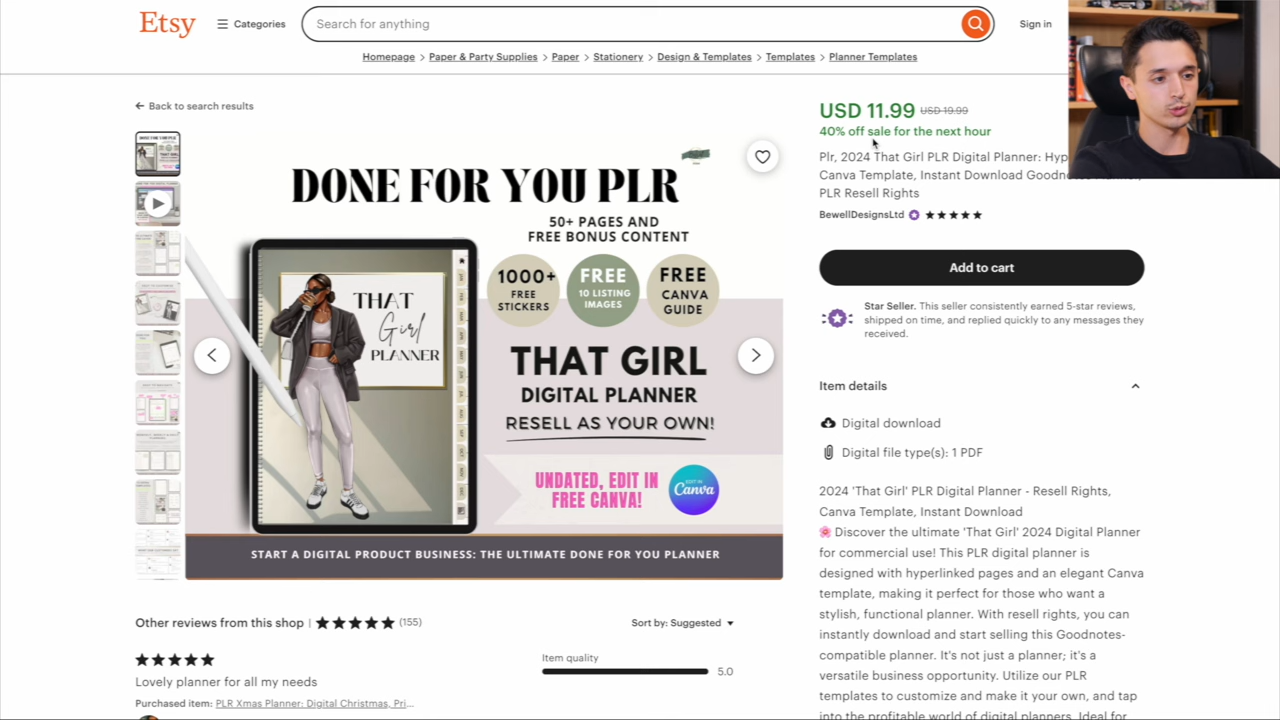 Etsy
Categories
Search for anything
Sign in
Homepage > Paper & Party Supplies > Paper > Stationery > Design & Templates > Templates > Planner Templates
Back to search results
DONE FOR YOU PLR
50+ PAGES AND
FREE BONUS CONTENT
1000+
FREE
STICKERS
FREE
10 LISTING
IMAGES
FREE
CANVA
GUIDE
THAT
Girl
PLANNER
THAT GIRL
DIGITAL PLANNER
RESELL AS YOUR OWN!
UNDATED, EDIT IN
FREE CANVA!
EDIT IN
Canva
START A DIGITAL PRODUCT BUSINESS: THE ULTIMATE DONE FOR YOU PLANNER
Other reviews from this shop | (155)
Sort by: Suggested
Lovely planner for all my needs
Purchased item: PLR Xmas Planner: Digital Christmas, Pri...
Item quality
5.0
USD 11.99 USD 19.99
40% off sale for the next hour
Plr, 2024 That Girl PLR Digital Planner: Hyp
Canva Template, Instant Download Goodnotes Planner,
PLR Resell Rights
BewellDesignsLtd
Add to cart
Star Seller. This seller consistently earned 5-star reviews,
shipped on time, and replied quickly to any messages they
received.
Item details
Digital download
Digital file type(s): 1 PDF
2024 'That Girl' PLR Digital Planner - Resell Rights,
Canva Template, Instant Download
Discover the ultimate 'That Girl' 2024 Digital Planner
for commercial use! This PLR digital planner is
designed with hyperlinked pages and an elegant Canva
template, making it perfect for those who want a
stylish, functional planner. With resell rights, you can
instantly download and start selling this Goodnotes-
compatible planner. It's not just a planner; it's a
versatile business opportunity. Utilize our PLR
templates to customize and make it your own, and tap
into the profitable world of digital planners. Ideal for